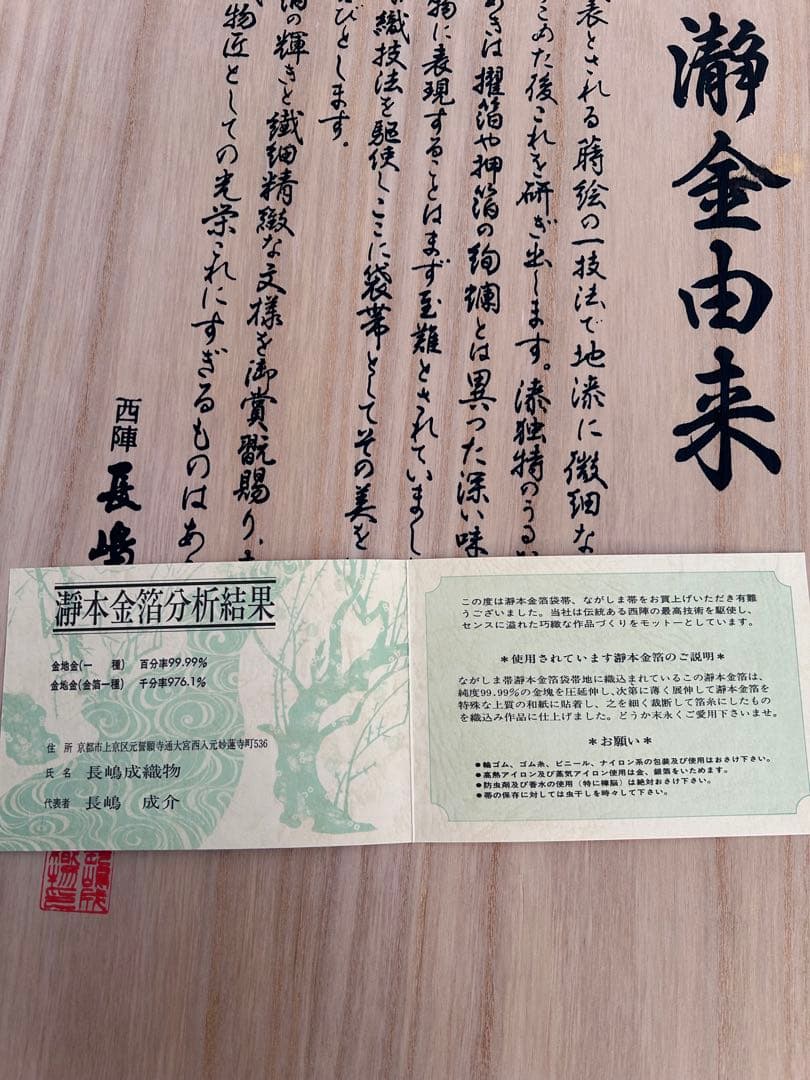 瀞金由来
表とされる蒔絵の一技法で地漆に微細な
こめた後これを研ぎ出します。漆独特のうるい
あきは擢箔や押箔の絢爛とは異った深い味
物に表現することはまず至難とされていまし
織技法を駆使しここに袋帯としてその美を
びとします。
箔の輝きと繊細精緻な文様を御賞翫賜り、
物匠としての光栄これにすぎるものはあ
西陣 長嶋
瀞本金箔分析結果
金地金(一 種) 百分率99.99%
金地金(金箔一種) 千分率976.1%
住 所 京都市上京区元誓願寺通大宮西入元妙蓮寺町536
氏 名 長嶋成織物
代表者 長嶋 成介
この度は瀞本金箔袋帯、ながしま帯をお買上げいただき有難
うございました。当社は伝統ある西陣の最高技術を駆使し、
センスに溢れた巧緻な作品づくりをモットーとしています。
＊使用されています瀞本金箔のご説明＊
ながしま帯瀞本金箔袋帯地に織込まれているこの瀞本金箔は、
純度99.99%の金塊を圧延伸し、次第に薄く展伸して瀞本金箔を
特殊な上質の和紙に貼着し、之を細く裁断して箔糸にしたもの
を織込み作品に仕上げました。どうか末永くご愛用下さいませ。
＊お願い＊
●輪ゴム、ゴム糸、ビニール、ナイロン系の包装及び使用はおさけ下さい。
●高熱アイロン及び蒸気アイロン使用は金、銀箔をいためます。
●防虫剤及び香水の使用（特に樟脳）は絶対おさけ下さい。
●帯の保存に対しては虫干しを時々して下さい。